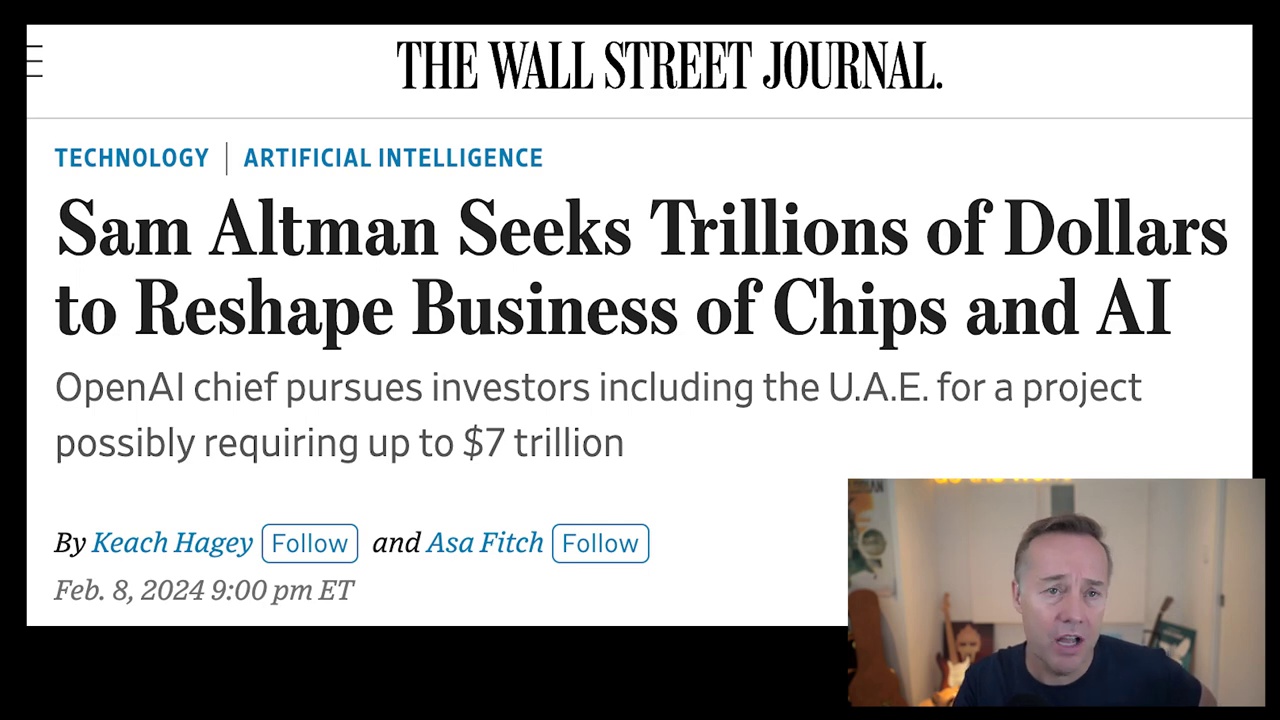 THE WALL STREET JOURNAL.
TECHNOLOGY | ARTIFICIAL INTELLIGENCE
Sam Altman Seeks Trillions of Dollars
to Reshape Business of Chips and AI
OpenAI chief pursues investors including the U.A.E. for a project
possibly requiring up to $7 trillion
By Keach Hagey Follow and Asa Fitch Follow
Feb. 8, 2024 9:00 pm ET